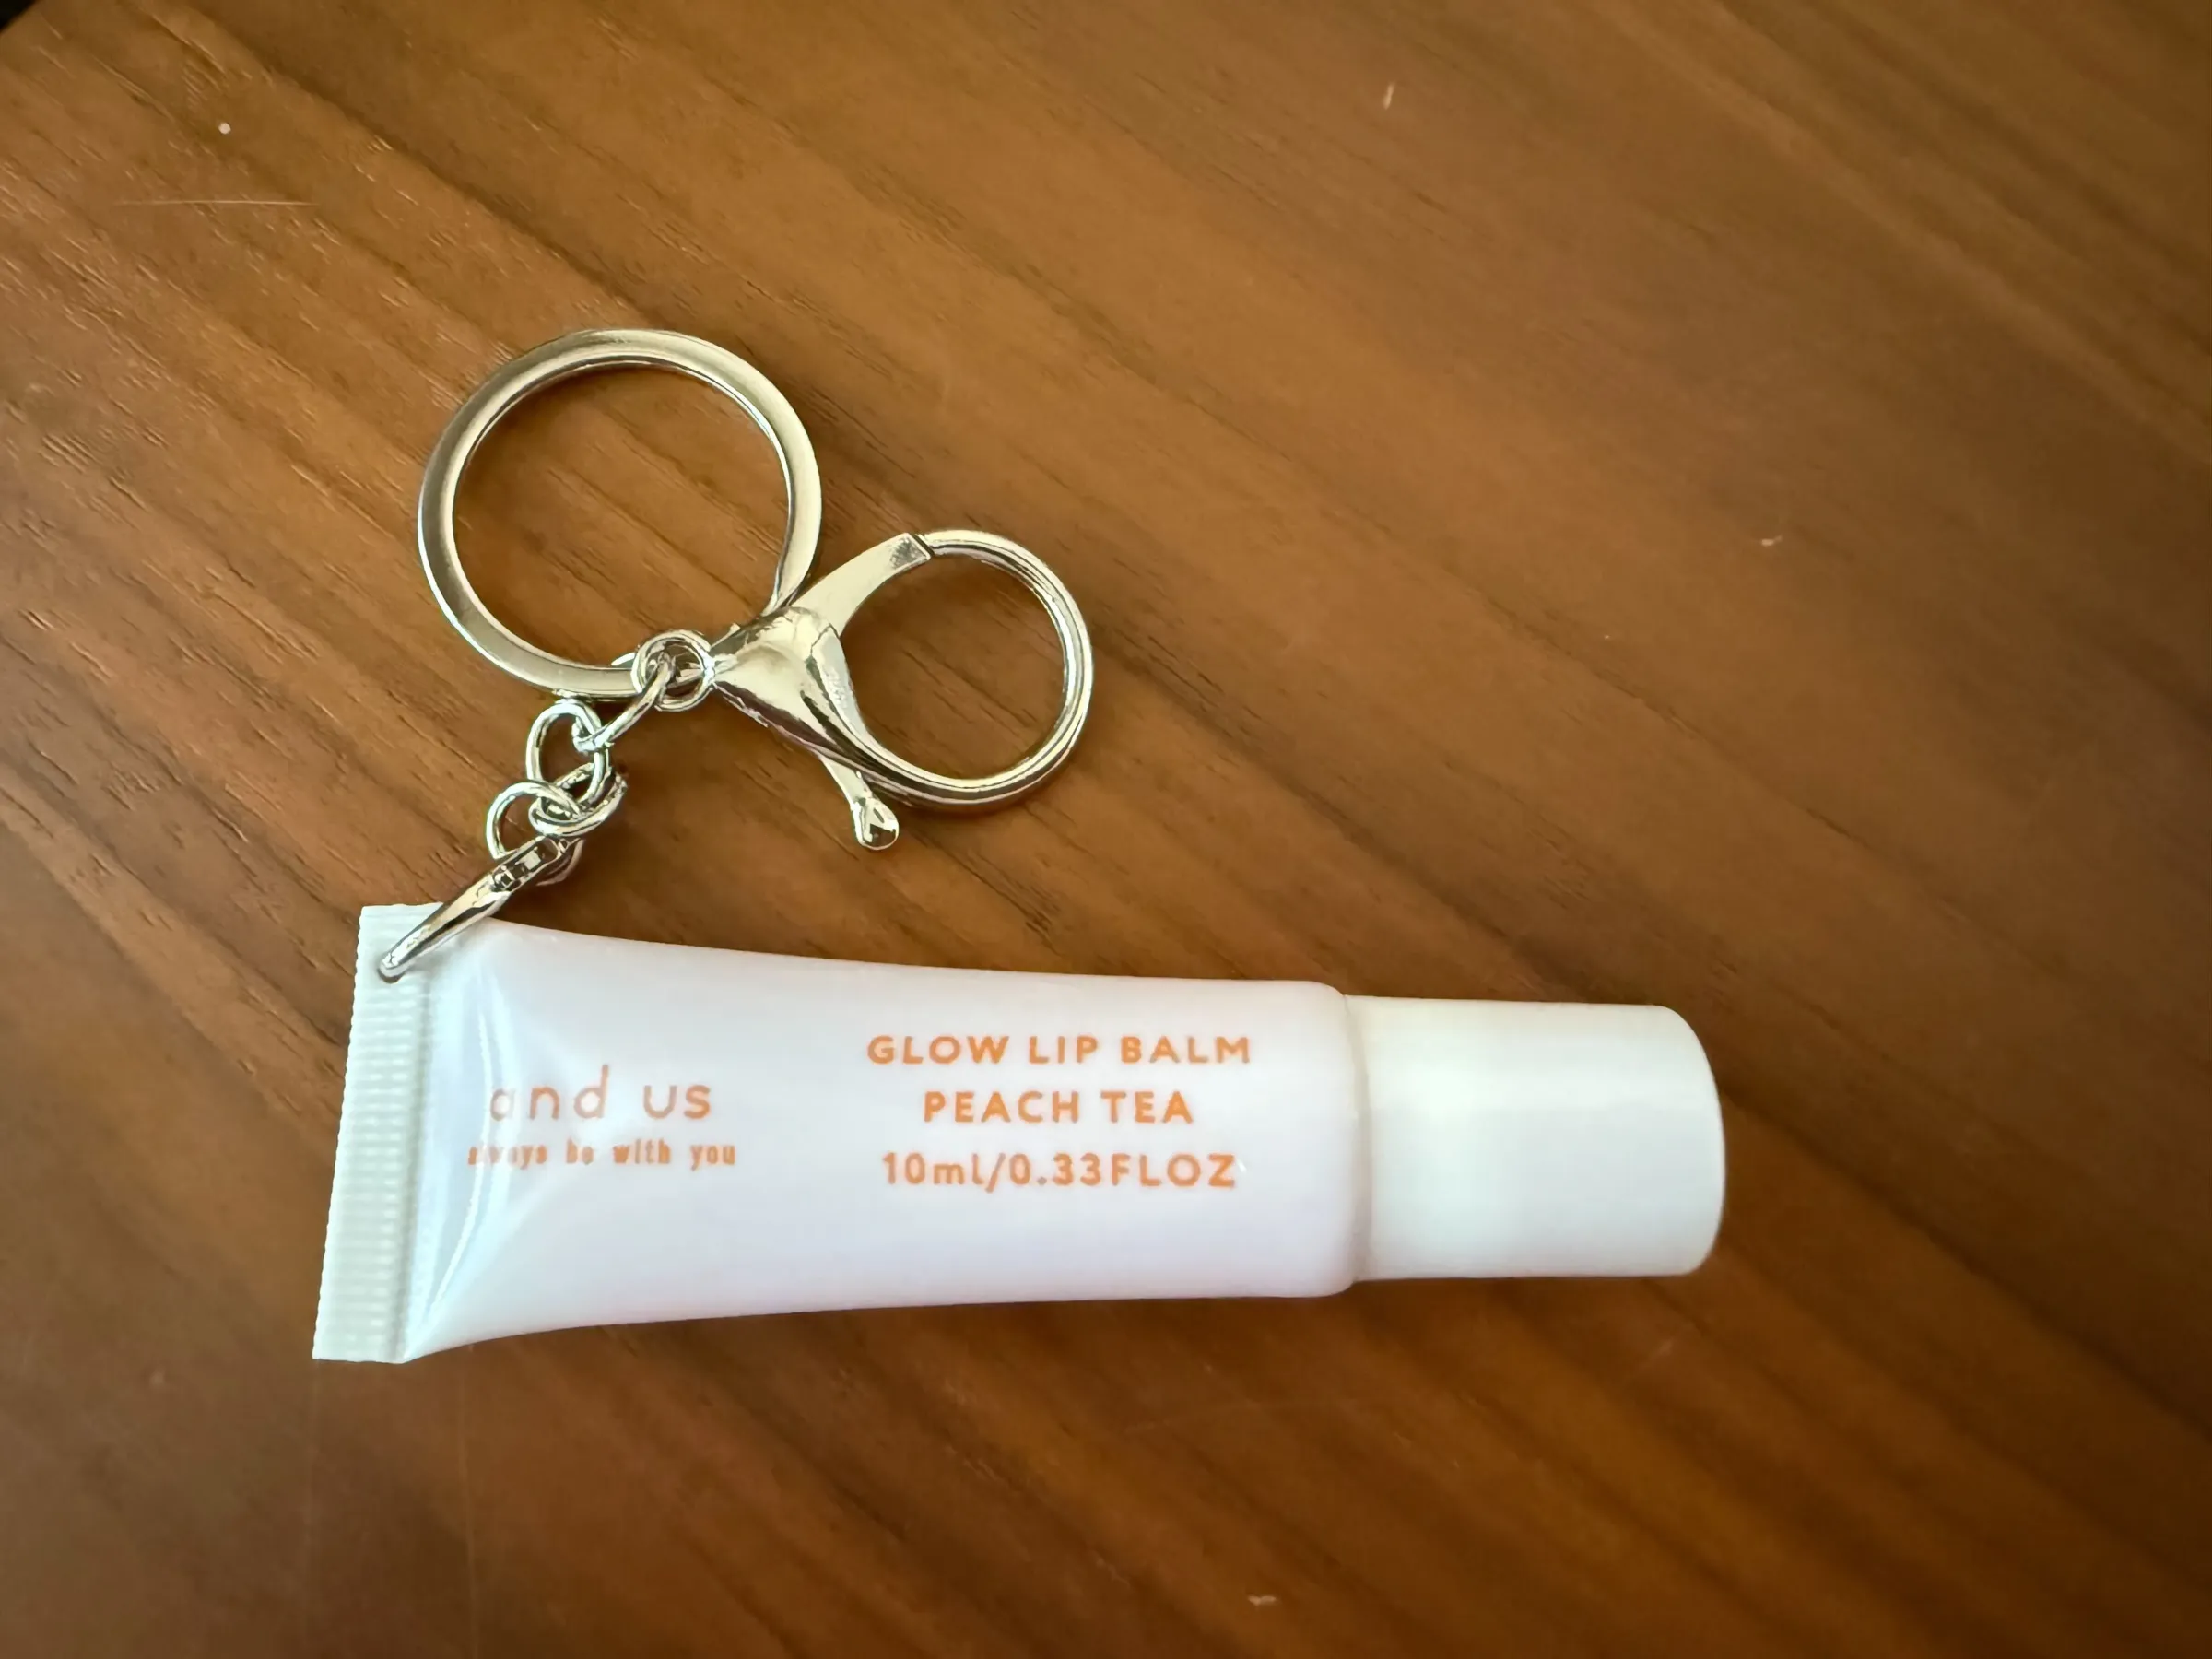 and us
always be with you
GLOW LIP BALM
PEACH TEA
10ml/0.33FLOZ